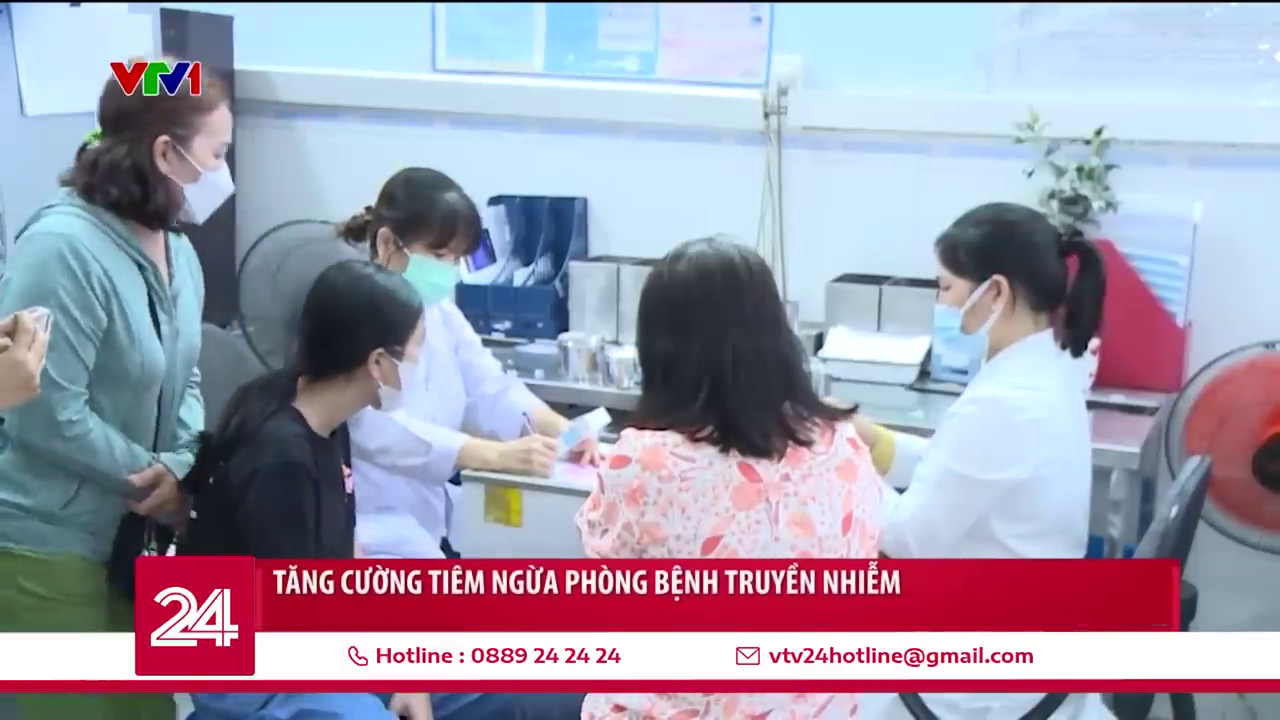 VTV1
TĂNG CƯỜNG TIÊM NGỪA PHÒNG BỆNH TRUYỀN NHIỄM
24
Hotline : 0889 24 24 24
vtv24hotline@gmail.com